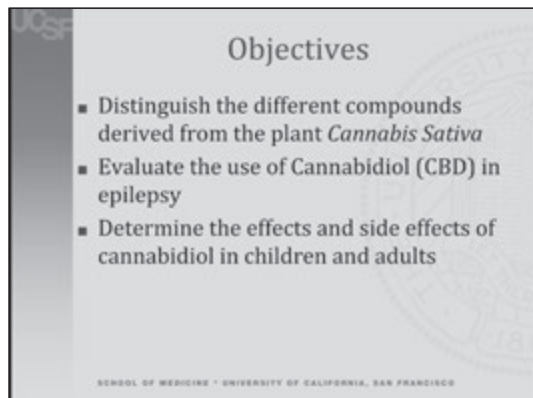 UCSF
Objectives
▪ Distinguish the different compounds
derived from the plant Cannabis Sativa
▪ Evaluate the use of Cannabidiol (CBD) in
epilepsy
▪ Determine the effects and side effects of
cannabidiol in children and adults
SCHOOL OF MEDICINE * UNIVERSITY OF CALIFORNIA, SAN FRANCISCO